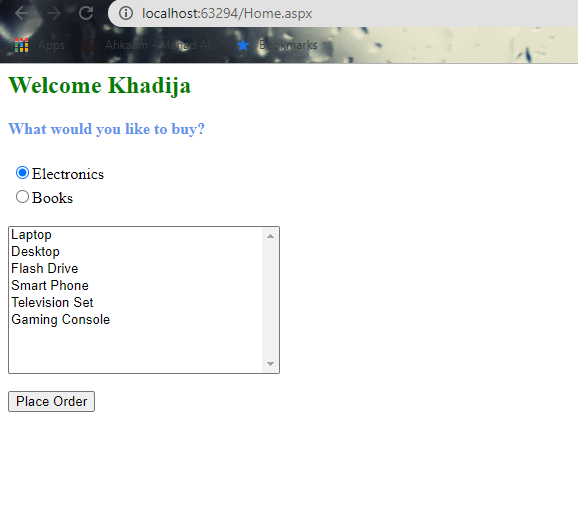 localhost:63294/Home.aspx
Apps
Bookmarks
Welcome Khadija
What would you like to buy?
Electronics
Books
Laptop
Desktop
Flash Drive
Smart Phone
Television Set
Gaming Console
Place Order